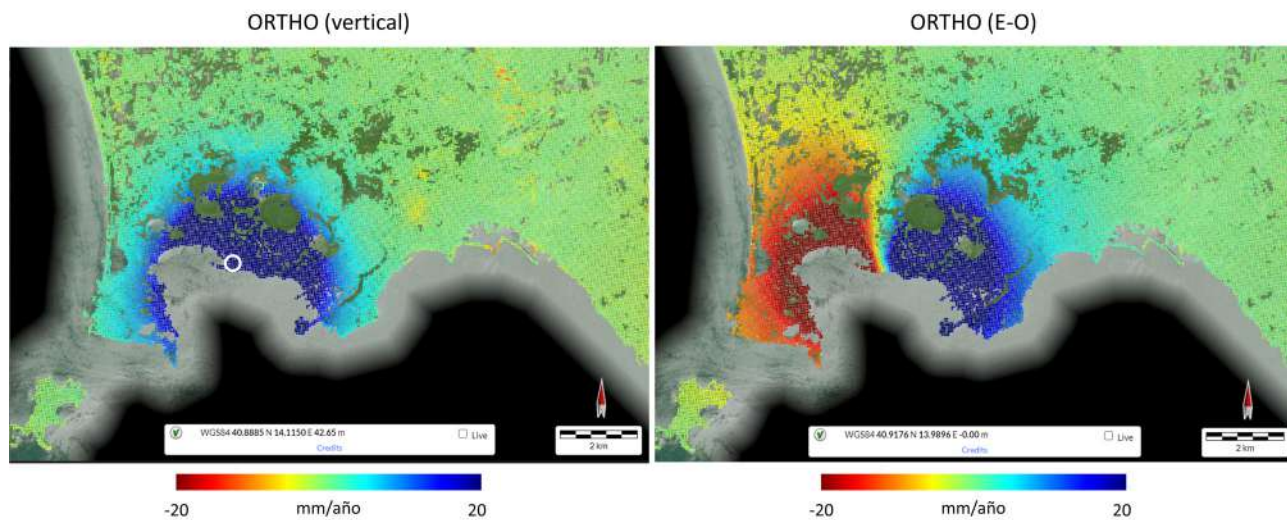 ORTHO (vertical)
ORTHO (E-O)
WGS84 40.8885 N 14.1150 E 42.65 m
Live
Credits
2 km
WGS84 40.9176 N 13.9896 E -0.00 m
Live
Credits
2 km
-20
mm/año
20
-20
mm/año
20